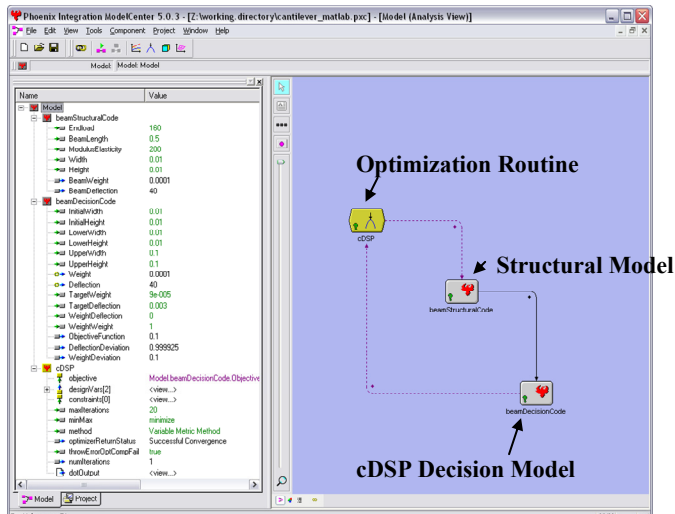 Phoenix Integration ModelCenter 5.0.3 - [Z:\working.directory\cantilever_matlab.pxc] - [Model (Analysis View)]
File Edit View Tools Component Project Window Help
Model: Model: Model
Name Value
Model
beamStructuralCode
Endload 160
BeamLength 0.5
ModulusElasticity 200
Width 0.01
Height 0.01
BeamWeight 0.0001
BeamDeflection 40
beamDecisionCode
InitialWidth 0.01
InitialHeight 0.01
LowerWidth 0.01
LowerHeight 0.01
UpperWidth 0.1
UpperHeight 0.1
Weight 0.0001
Deflection 40
TargetWeight 9e-005
TargetDeflection 0.003
WeightDeflection 0
WeightWeight 1
ObjectiveFunction 0.1
DeflectionDeviation 0.999925
WeightDeviation 0.1
cDSP
objective Model.beamDecisionCode.Objective
designVars[2] <view...>
constraints[0] <view...>
maxIterations 20
minMax minimize
method Variable Metric Method
optimizerReturnStatus Successful Convergence
throwErrorOptCompFail true
numIterations 1
dotOutput <view...>
Model Project
Optimization Routine
cDSP
Structural Model
beamStructuralCode
beamDecisionCode
cDSP Decision Model